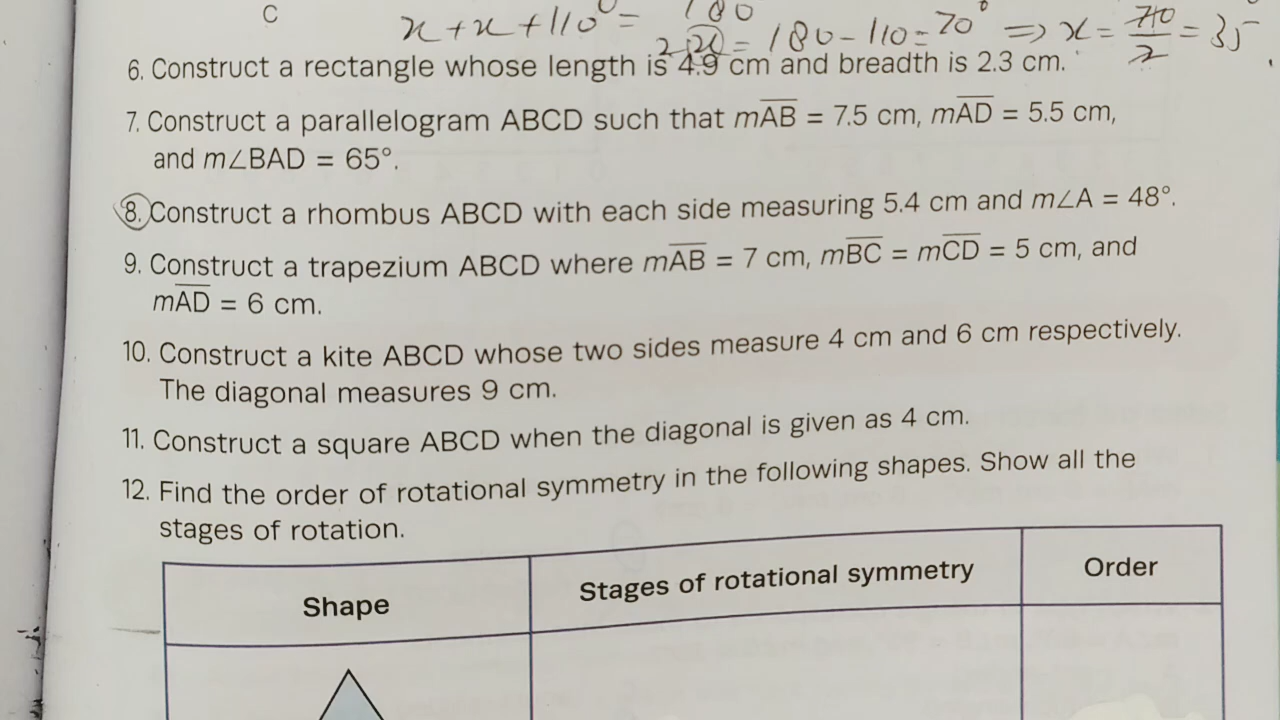 C
x + x + 110° = 180
2x = 180 - 110 = 70° ⇒ x = 70/2 = 35
6. Construct a rectangle whose length is 4.9 cm and breadth is 2.3 cm.
7. Construct a parallelogram ABCD such that mAB = 7.5 cm, mAD = 5.5 cm,
and m∠BAD = 65°.
8. Construct a rhombus ABCD with each side measuring 5.4 cm and m∠A = 48°.
9. Construct a trapezium ABCD where mAB = 7 cm, mBC = mCD = 5 cm, and
mAD = 6 cm.
10. Construct a kite ABCD whose two sides measure 4 cm and 6 cm respectively.
The diagonal measures 9 cm.
11. Construct a square ABCD when the diagonal is given as 4 cm.
12. Find the order of rotational symmetry in the following shapes. Show all the
stages of rotation.
Shape
Stages of rotational symmetry
Order